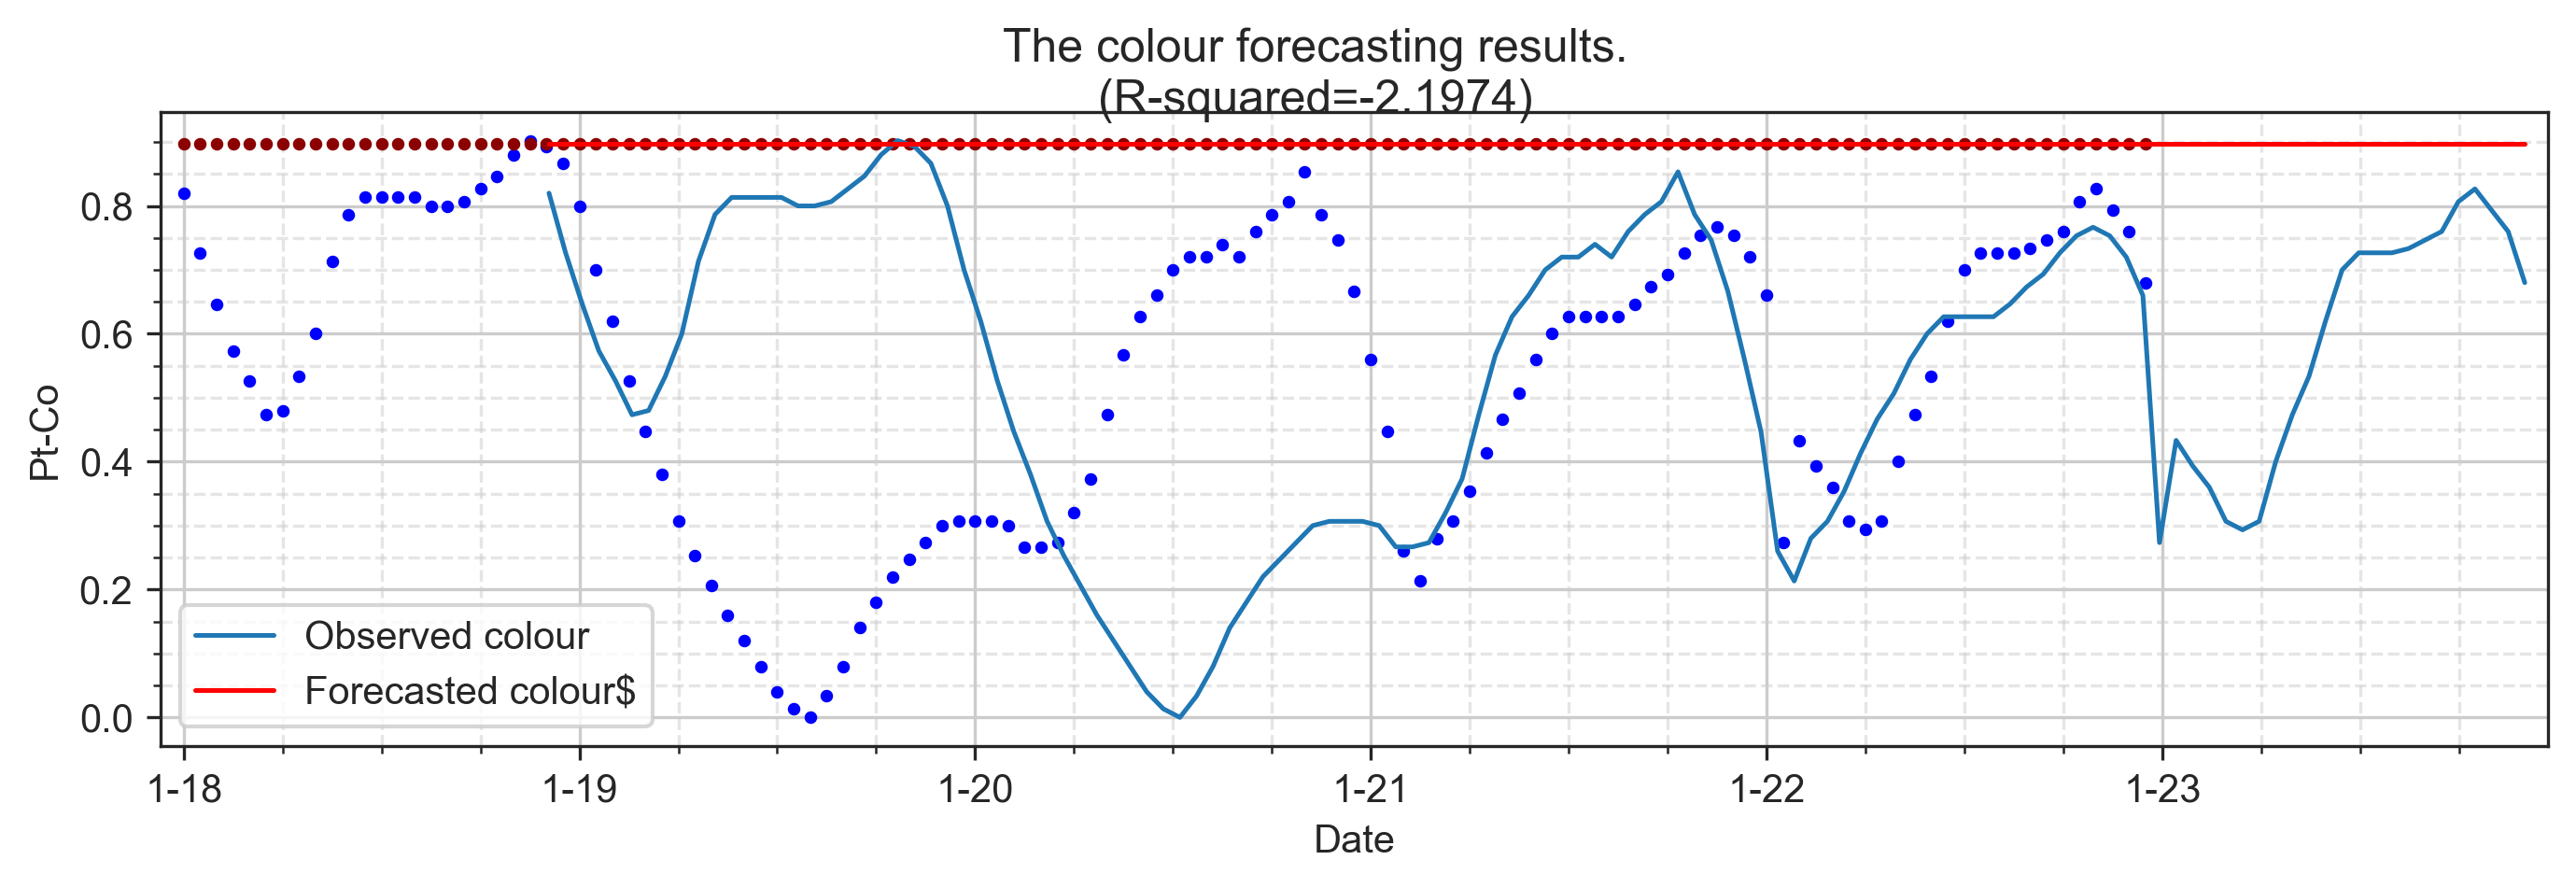 The colour forecasting results.
(R-squared=-2.1974)
Pt-Co
0.8
0.6
0.4
0.2
0.0
Observed colour
Forecasted colour$
1-18
1-19
1-20
1-21
1-22
1-23
Date